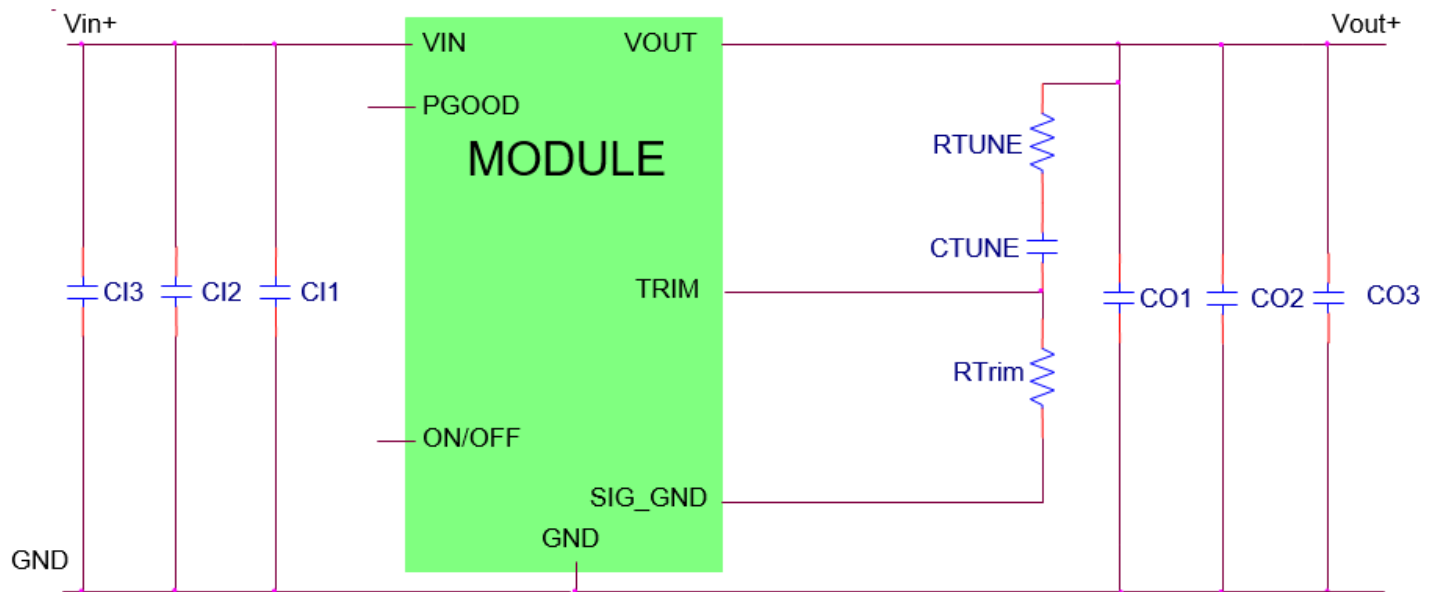 Vin+
Vout+
VIN
VOUT
PGOOD
MODULE
RTUNE
CTUNE
TRIM
CI3
CI2
CI1
CO1
CO2
CO3
RTrim
ON/OFF
SIG_GND
GND
GND